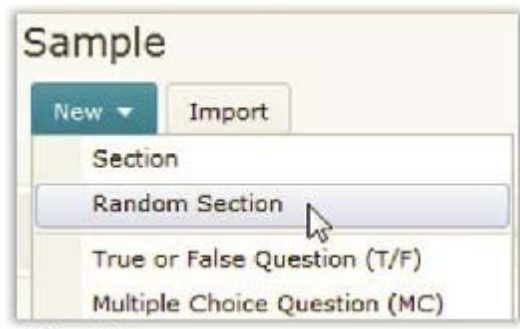 Sample
New Import
Section
Random Section
True or False Question (T/F)
Multiple Choice Question (MC)